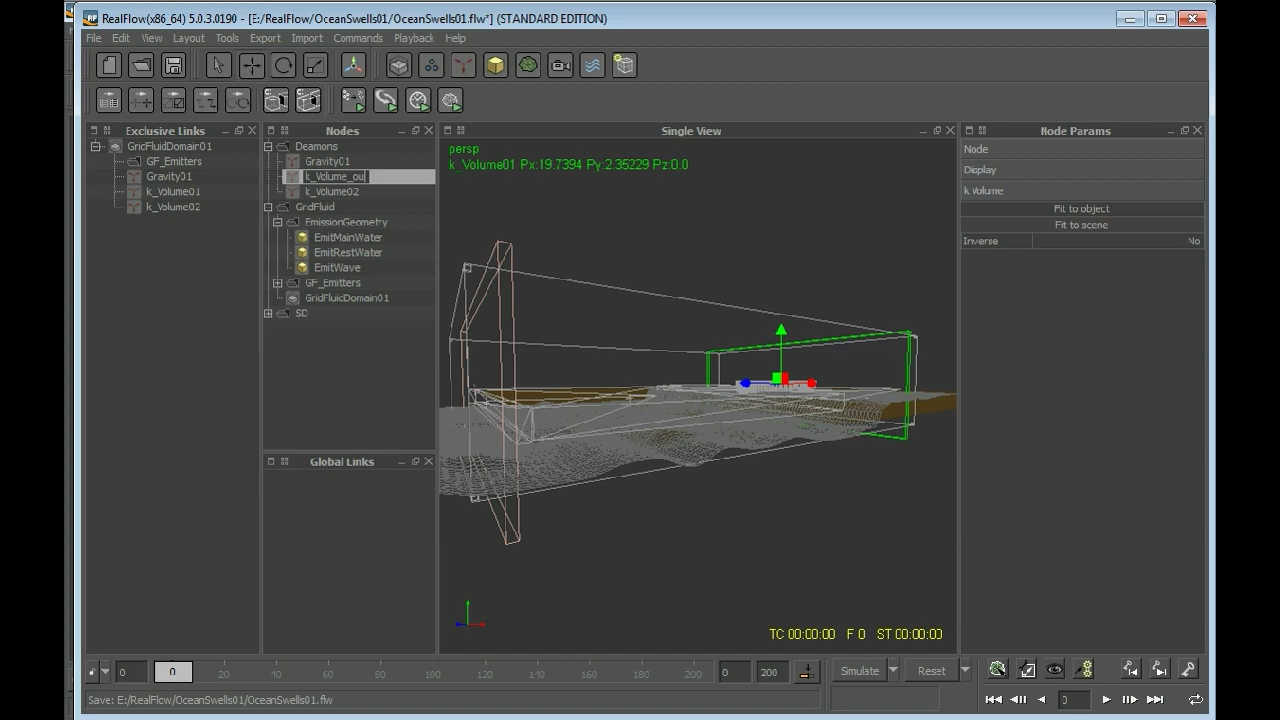 RealFlow(x86_64) 5.0.3.0190 - [E:/RealFlow/OceanSwells01/OceanSwells01.flw*] (STANDARD EDITION)
File Edit View Layout Tools Export Import Commands Playback Help
Exclusive Links
GridFluidDomain01
GF_Emitters
Gravity01
k_Volume01
k_Volume02
Nodes
Deamons
Gravity01
k_Volume_ou
k_Volume02
GridFluid
EmissionGeometry
EmitMainWater
EmitRestWater
EmitWave
GF_Emitters
GridFluidDomain01
SD
Global Links
Single View
persp
k_Volume01 Px:19.7394 Py:2.35229 Pz:0.0
TC 00:00:00 F 0 ST 00:00:00
Node Params
Node
Display
k Volume
Fit to object
Fit to scene
Inverse No
0 0 20 40 60 80 100 120 140 160 180 200 0 200
Simulate Reset
0
Save: E:/RealFlow/OceanSwells01/OceanSwells01.flw